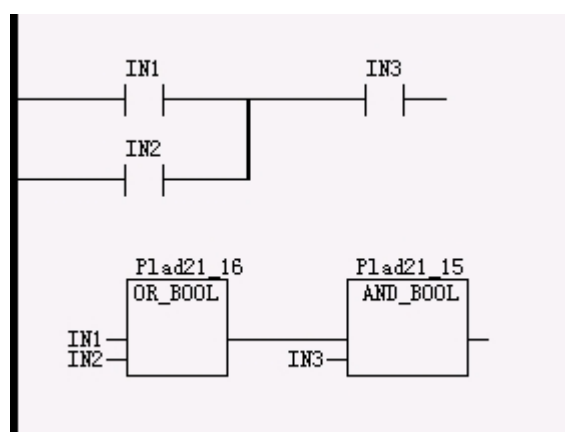 IN1 IN3
IN2
Plad21_16 Plad21_15
OR_BOOL AND_BOOL
IN1
IN2 IN3